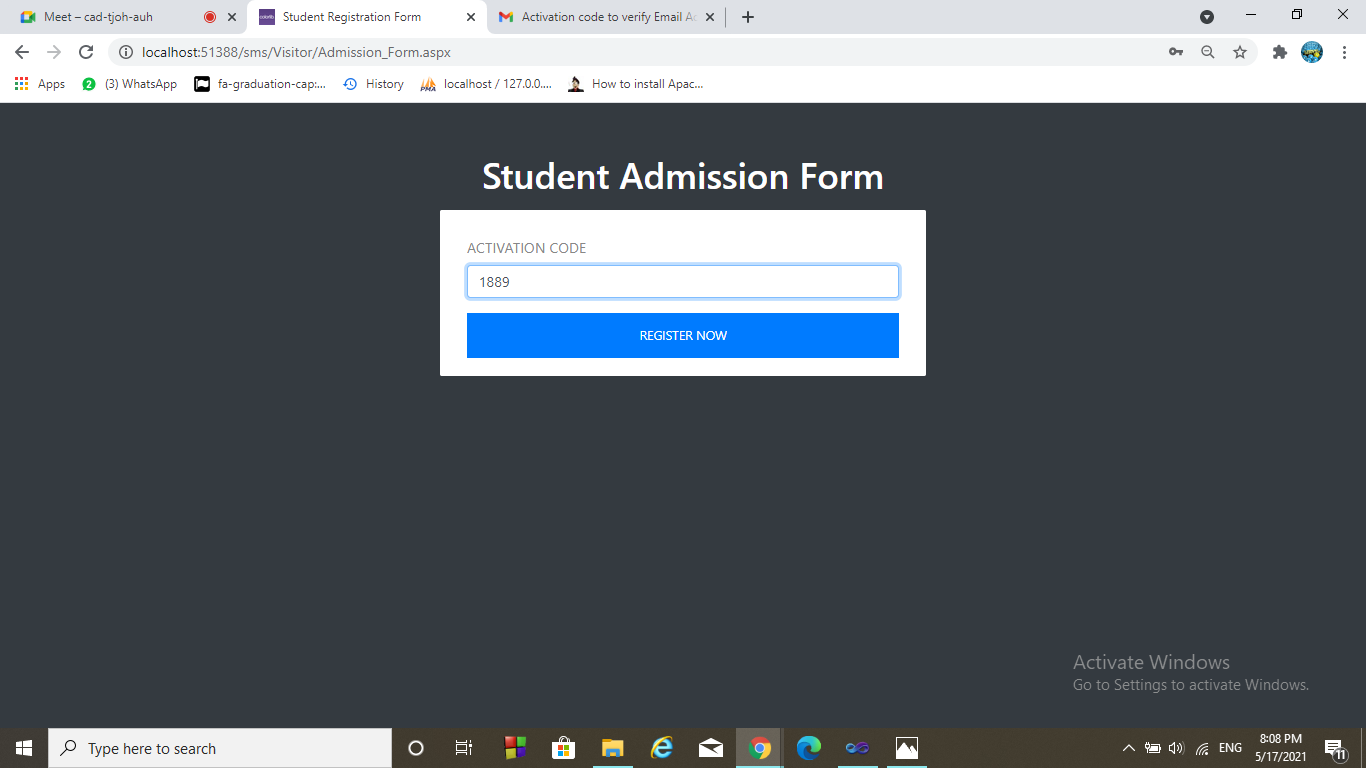 Meet – cad-tjoh-auh
Student Registration Form
Activation code to verify Email Ac
localhost:51388/sms/Visitor/Admission_Form.aspx
Apps
2
(3) WhatsApp
fa-graduation-cap:...
History
PMA
localhost / 127.0.0....
How to install Apac...
Student Admission Form
ACTIVATION CODE
1889
REGISTER NOW
Activate Windows
Go to Settings to activate Windows.
Type here to search
ENG
8:08 PM
5/17/2021
11